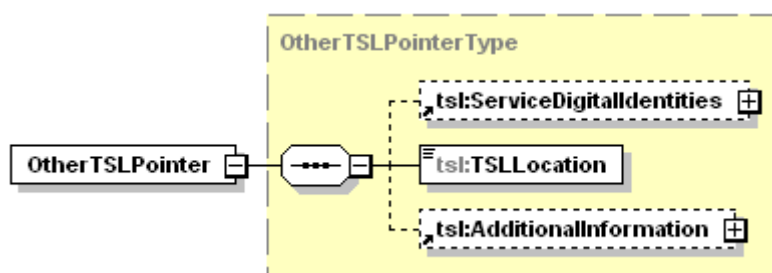 OtherTSLPointerType
tsl:ServiceDigitalIdentities
OtherTSLPointer
tsl:TSLLocation
tsl:AdditionalInformation